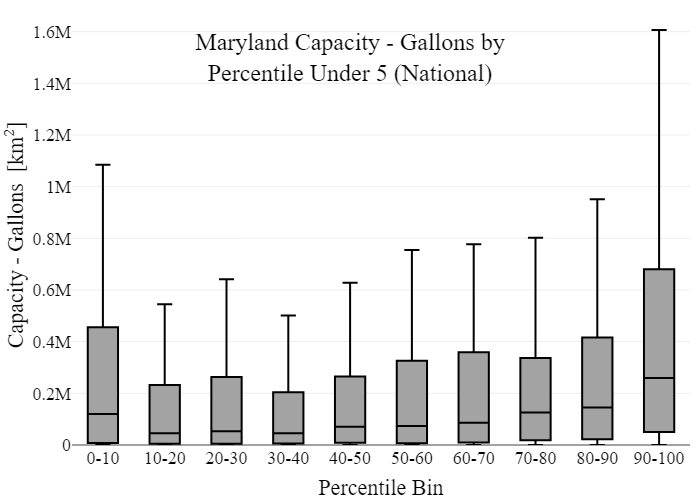 Maryland Capacity - Gallons by
Percentile Under 5 (National)
Capacity - Gallons [km²]
1.6M
1.4M
1.2M
1M
0.8M
0.6M
0.4M
0.2M
0
0-10 10-20 20-30 30-40 40-50 50-60 60-70 70-80 80-90 90-100
Percentile Bin